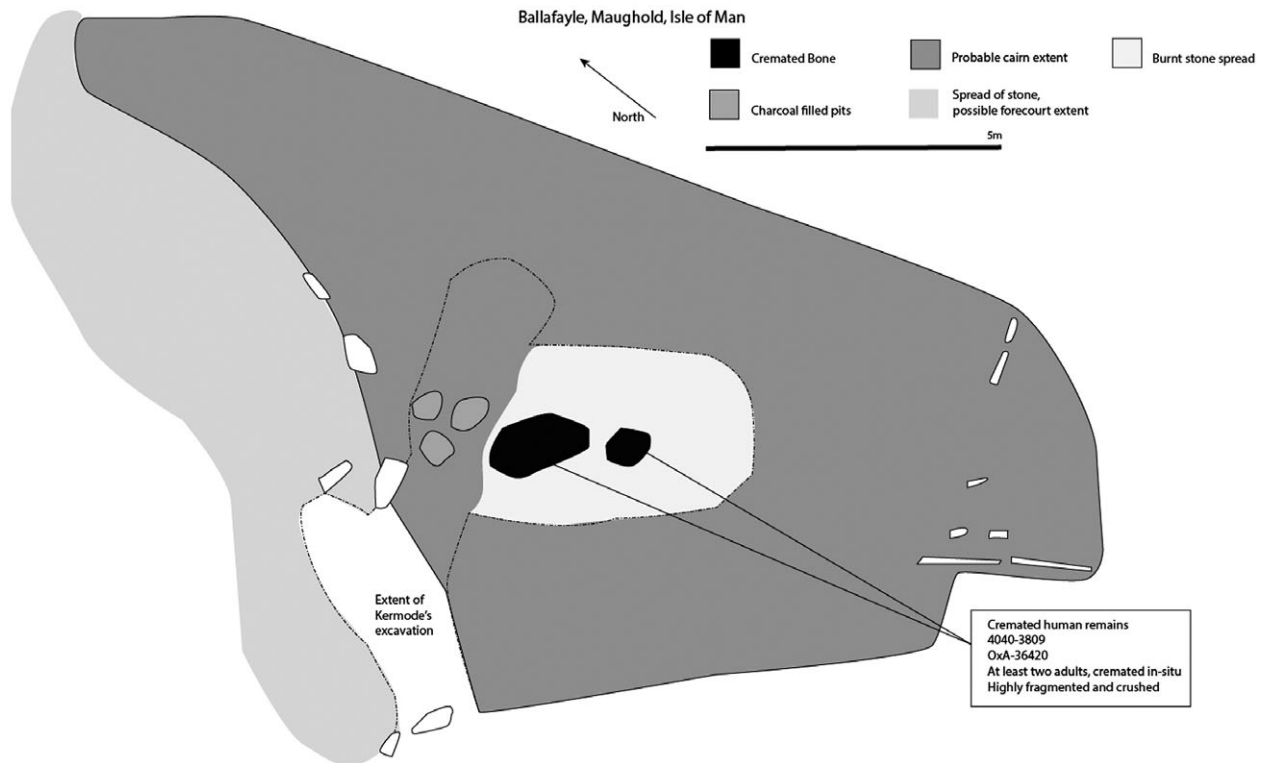 Ballafayle, Maughold, Isle of Man
Cremated Bone
Probable cairn extent
Burnt stone spread
Charcoal filled pits
Spread of stone,
possible forecourt extent
North
5m
Extent of
Kermode's
excavation
Cremated human remains
4040-3809
OxA-36420
At least two adults, cremated in-situ
Highly fragmented and crushed